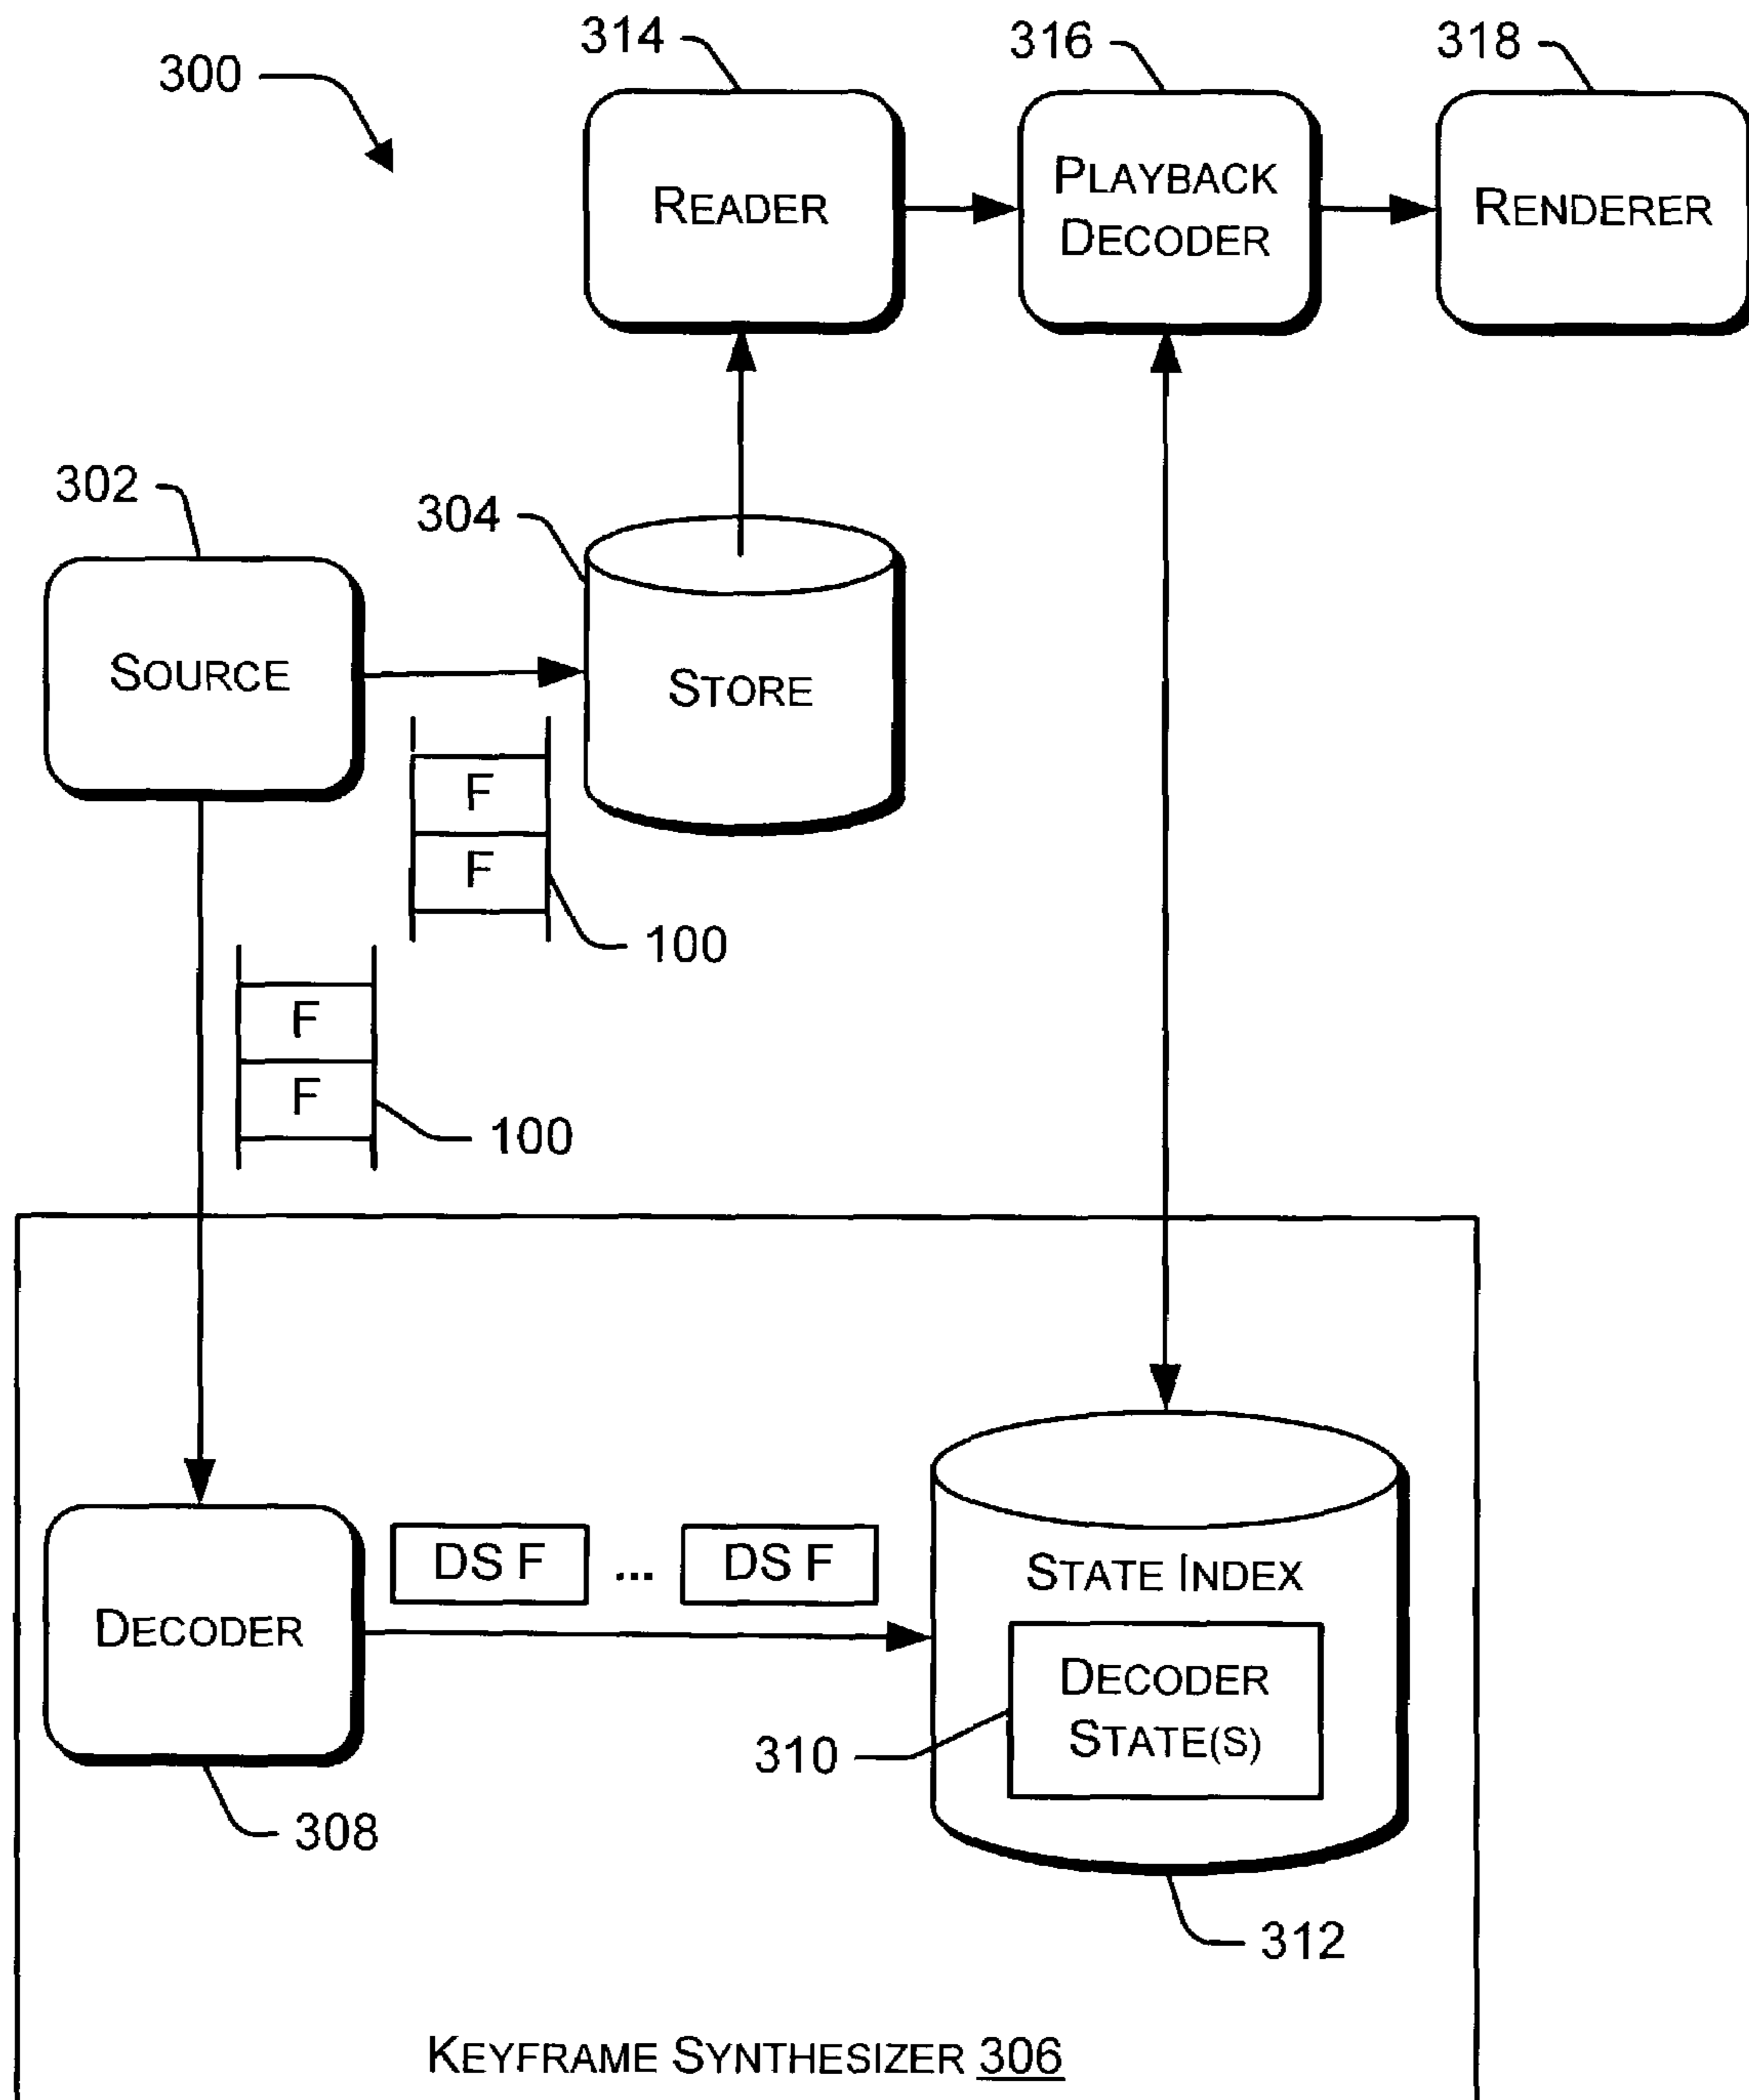 314
316
318
300
READER
PLAYBACK
DECODER
RENDERER
302
304
SOURCE
STORE
F
F
100
F
F
100
DS F ... DS F
STATE INDEX
DECODER
DECODER
STATE(S)
310
308
312
KEYFRAME SYNTHESIZER 306